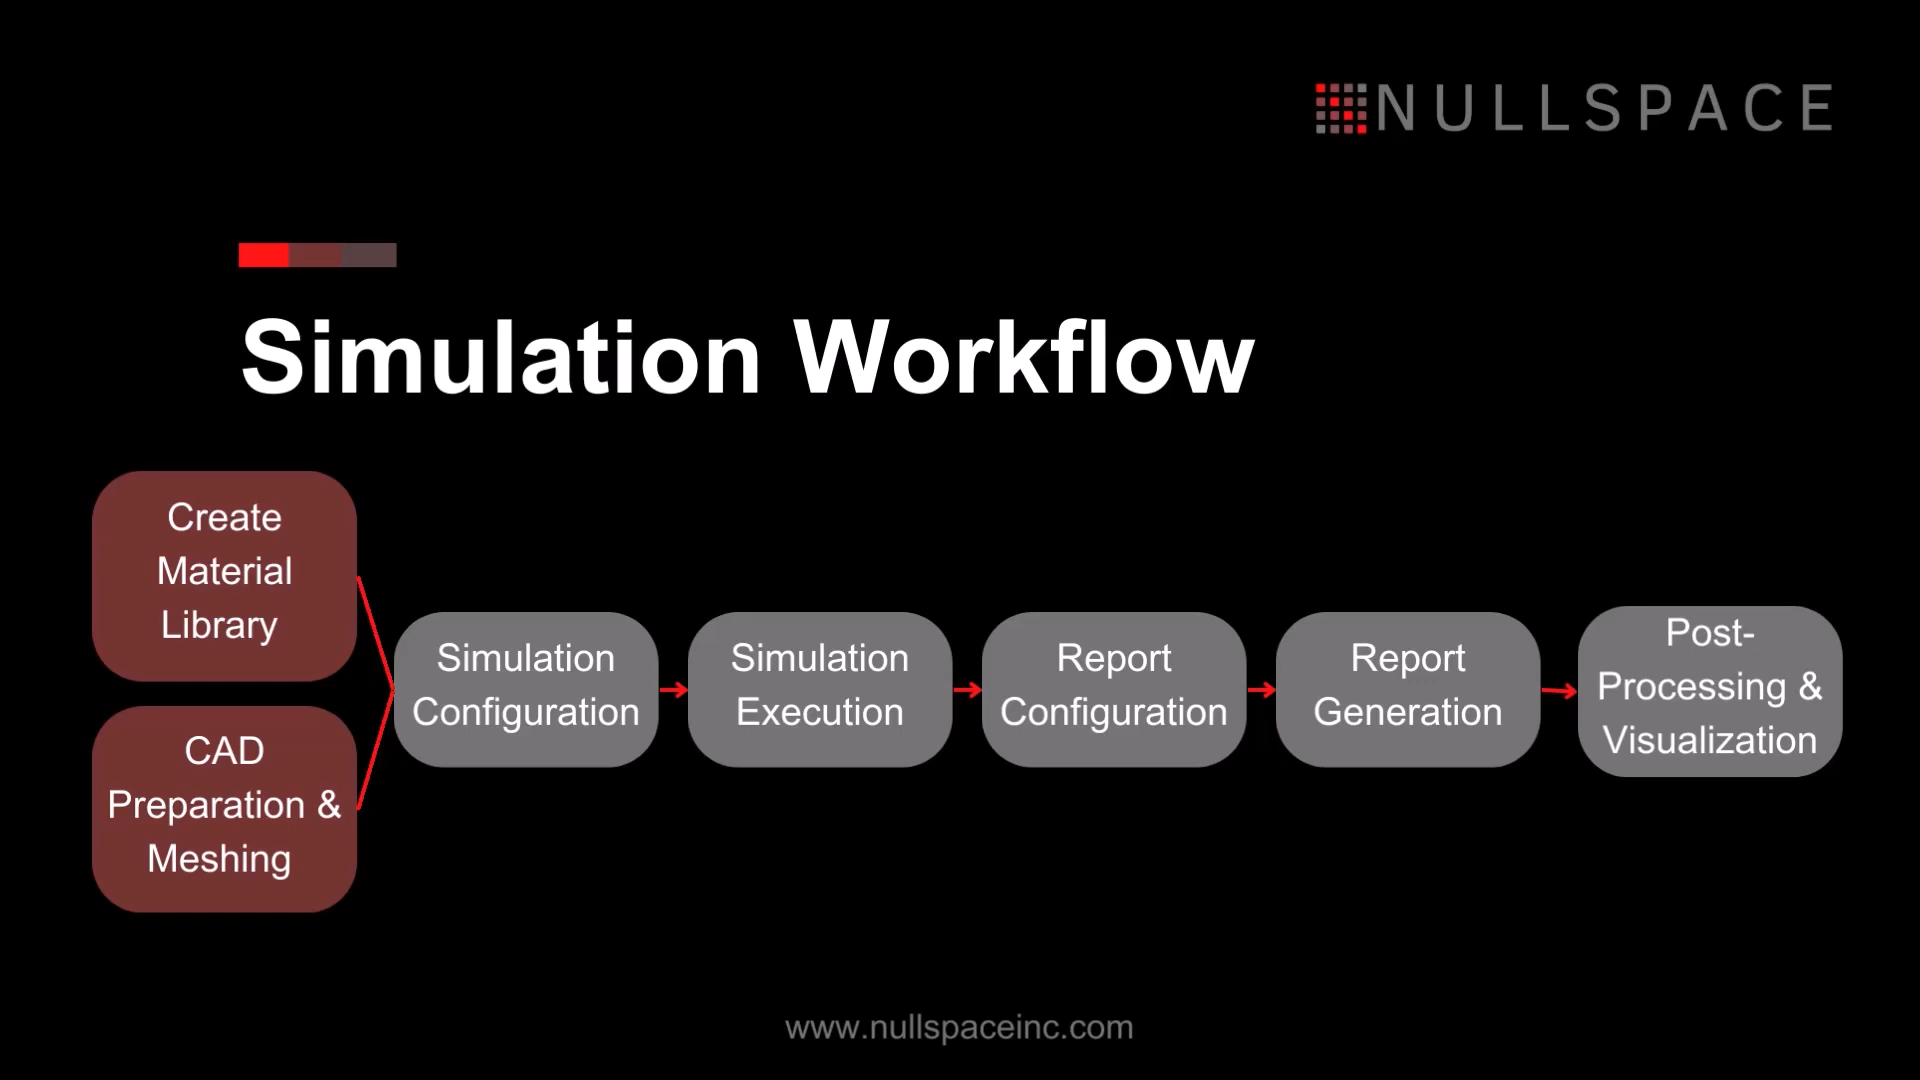 NULLSPACE
Simulation Workflow
Create
Material
Library
CAD
Preparation &
Meshing
Simulation
Configuration
Simulation
Execution
Report
Configuration
Report
Generation
Post-
Processing &
Visualization
www.nullspaceinc.com